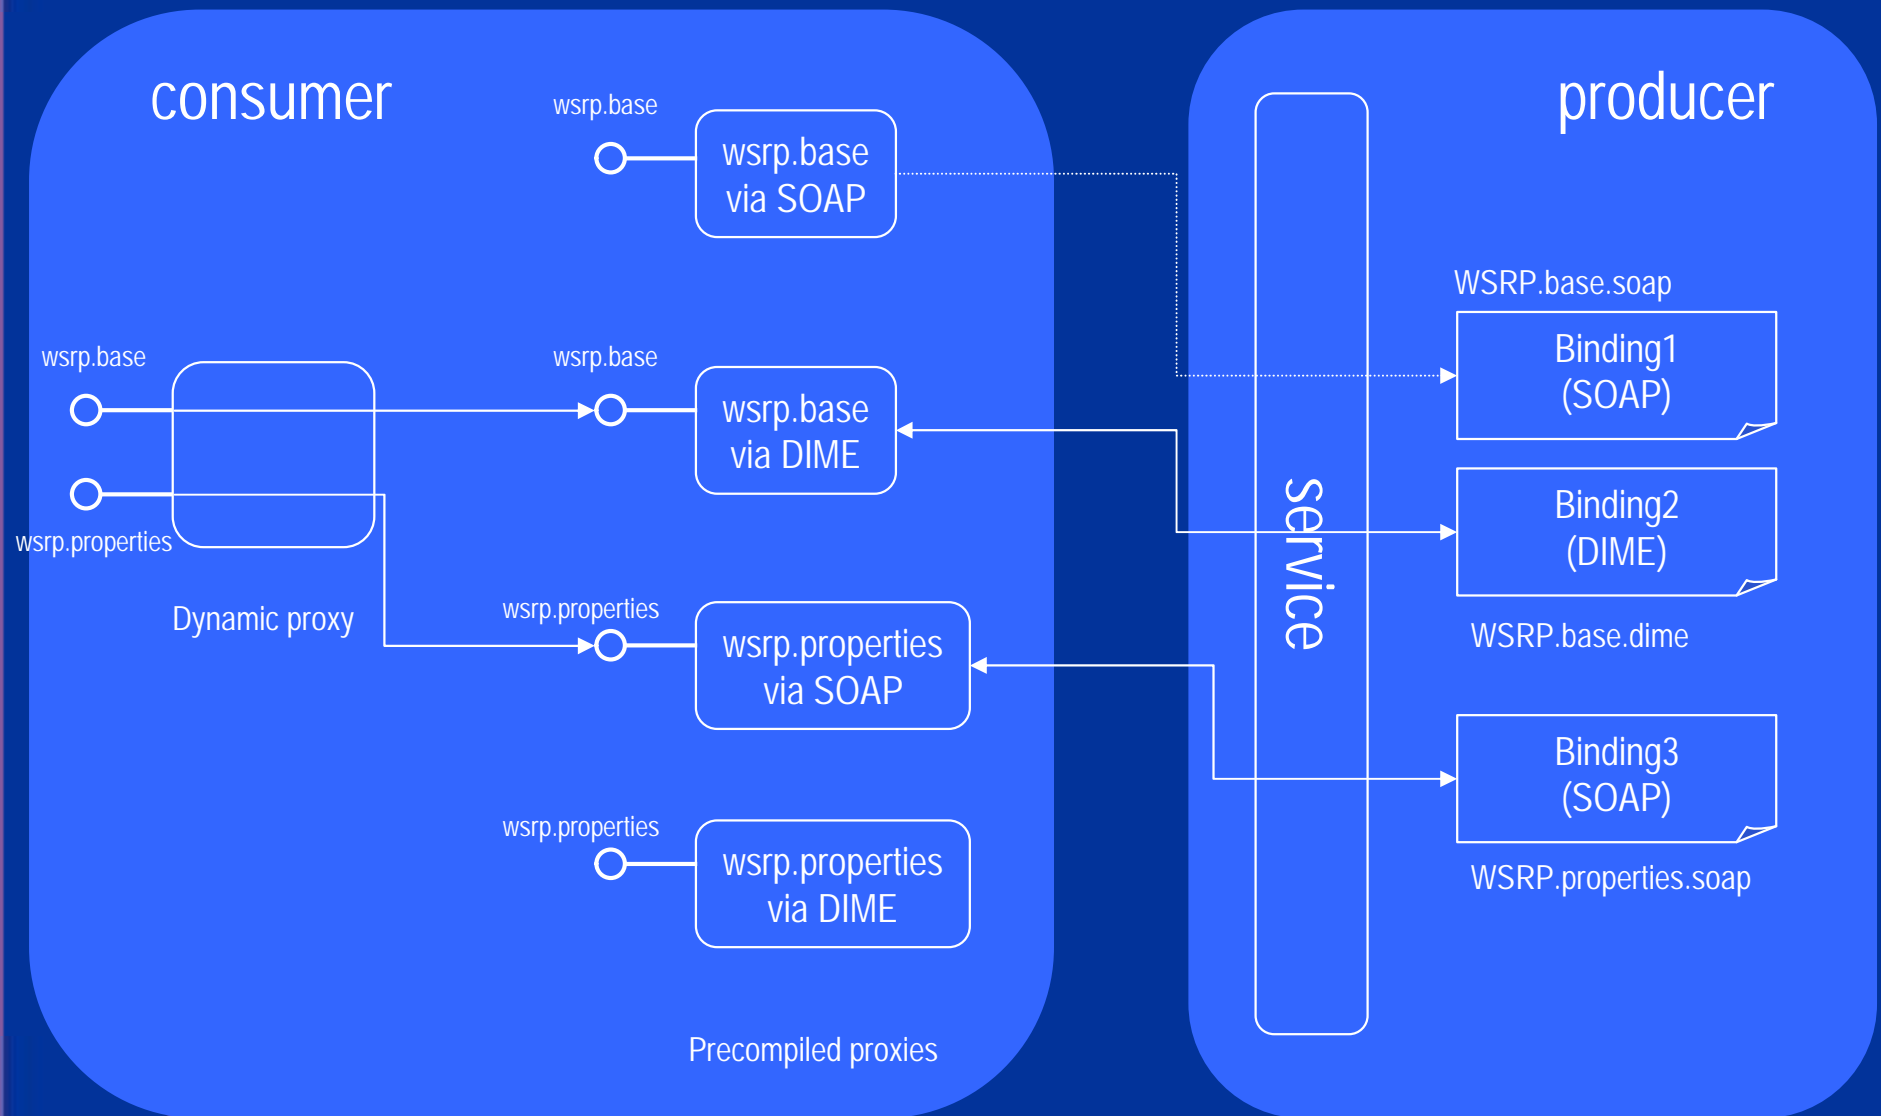 consumer
producer
wsrp.base
wsrp.base
via SOAP
WSRP.base.soap
Binding1
(SOAP)
wsrp.base
wsrp.base
wsrp.base
via DIME
service
Binding2
(DIME)
wsrp.properties
Dynamic proxy
wsrp.properties
wsrp.properties
via SOAP
WSRP.base.dime
Binding3
(SOAP)
wsrp.properties
wsrp.properties
via DIME
WSRP.properties.soap
Precompiled proxies